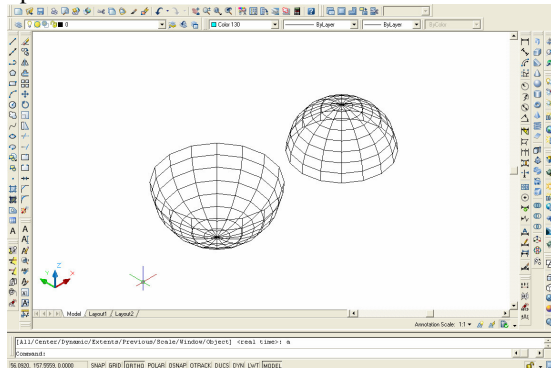 0
Color 130
ByLayer
ByLayer
ByColor
Z
Y
X
Model / Layout1 / Layout2 /
Annotation Scale: 1:1
[All/Center/Dynamic/Extents/Previous/Scale/Window/Object] <real time>: a
Command:
SNAP GRID ORTHO POLAR OSNAP OTRACK DUCS DYN LWT MODEL